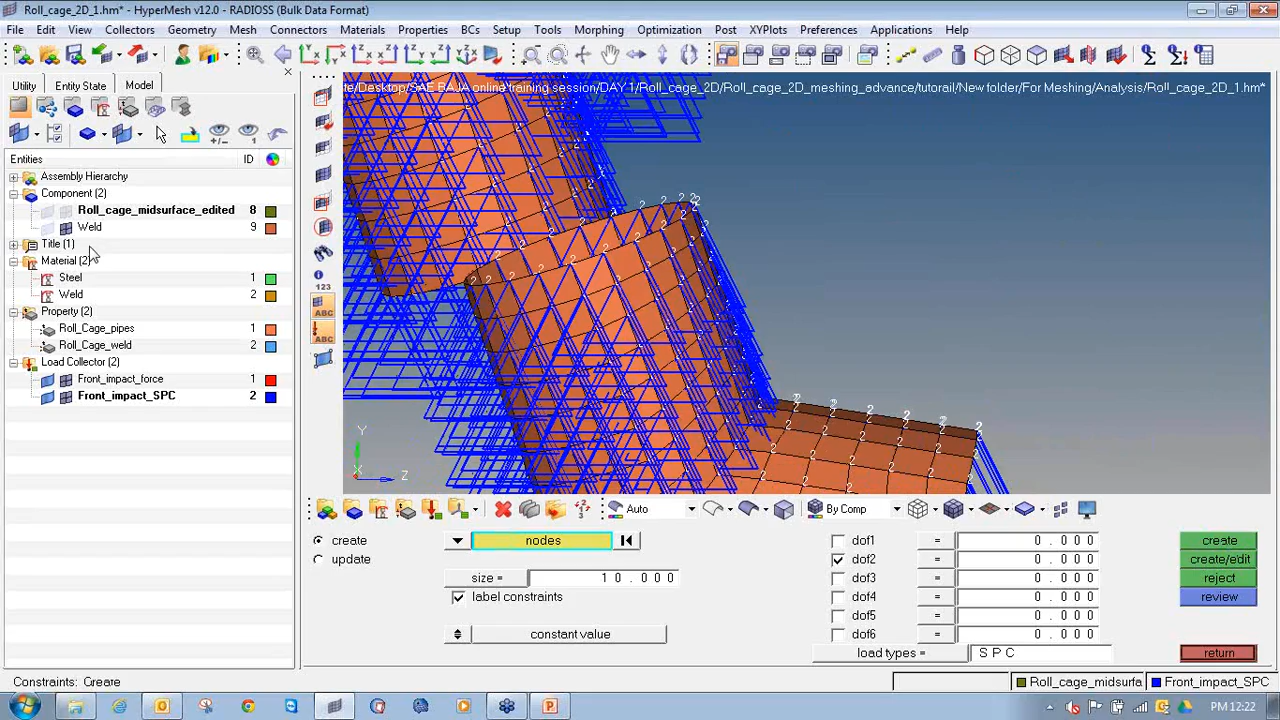 Roll_cage_2D_1.hm* - HyperMesh v12.0 - RADIOSS (Bulk Data Format)
File Edit View Collectors Geometry Mesh Connectors Materials Properties BCs Setup Tools Morphing Optimization Post XYPlots Preferences Applications Help
Utility Entity State Model
te/Desktop/SAE BAJA online training session/DAY 1/Roll_cage_2D/Roll_cage_2D_meshing_advance/tutorail/New folder/For Meshing/Analysis/Roll_cage_2D_1.hm*
Entities ID
Assembly Hierarchy
Component (2)
Roll_cage_midsurface_edited 8
Weld 9
Title (1)
Material (2)
Steel 1
Weld 2
Property (2)
Roll_Cage_pipes 1
Roll_Cage_weld 2
Load Collector (2)
Front_impact_force 1
Front_impact_SPC 2
123
ABC
ABC
Y
X
Z
Auto By Comp
create nodes dof1 = 0.000 create
update dof2 = 0.000 create/edit
size = 10.000 dof3 = 0.000 reject
label constraints dof4 = 0.000 review
dof5 = 0.000
constant value dof6 = 0.000
load types = SPC return
Constraints: Create Roll_cage_midsurfa Front_impact_SPC
PM 12:22